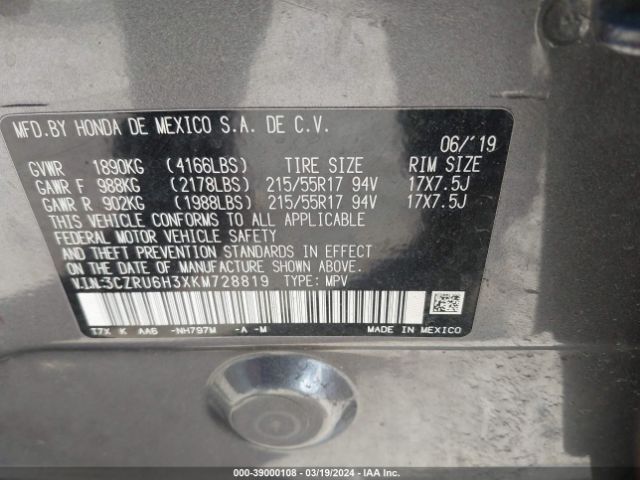 MFD.BY HONDA DE MEXICO S.A. DE C.V.
06/'19
GVWR 1890KG (4166LBS) TIRE SIZE RIM SIZE
GAWR F 988KG (2178LBS) 215/55R17 94V 17X7.5J
GAWR R 902KG (1988LBS) 215/55R17 94V 17X7.5J
THIS VEHICLE CONFORMS TO ALL APPLICABLE
FEDERAL MOTOR VEHICLE SAFETY
AND THEFT PREVENTION STANDARDS IN EFFECT
ON THE DATE OF MANUFACTURE SHOWN ABOVE.
V.I.N:3CZRU6H3XKM728819 TYPE: MPV
T7X K AA6 -NH797M -A -M MADE IN MEXICO
000-39000108 - 03/19/2024 - IAA Inc.